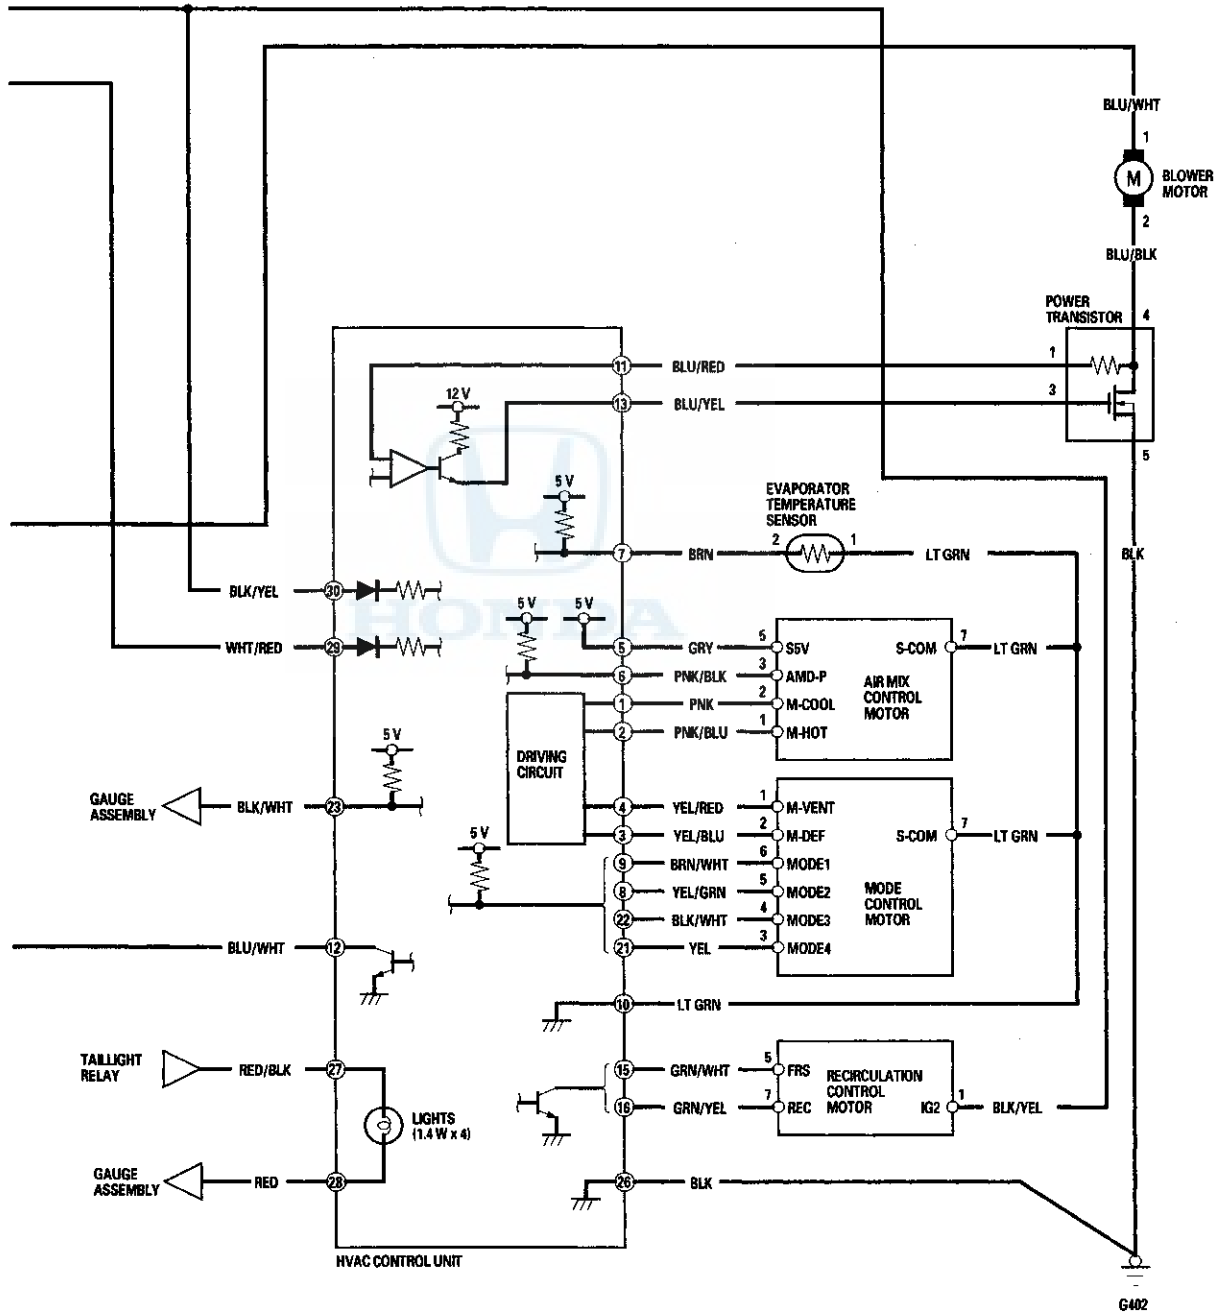 BLU/WHT
1
M
BLOWER
MOTOR
2
BLU/BLK
POWER
TRANSISTOR
4
1
3
5
11
BLU/RED
13
BLU/YEL
12 V
5 V
EVAPORATOR
TEMPERATURE
SENSOR
7
BRN
2
1
LT GRN
BLK
30
BLK/YEL
HONDA
29
WHT/RED
5 V
5 V
5
GRY
5
S5V
S-COM
7
LT GRN
6
PNK/BLK
3
AMD-P
AIR MIX
CONTROL
MOTOR
1
PNK
2
M-COOL
2
PNK/BLU
1
M-HOT
DRIVING
CIRCUIT
5 V
GAUGE
ASSEMBLY
BLK/WHT
23
4
YEL/RED
1
M-VENT
3
YEL/BLU
2
M-DEF
S-COM
7
LT GRN
5 V
9
BRN/WHT
6
MODE1
8
YEL/GRN
5
MODE2
MODE
CONTROL
MOTOR
22
BLK/WHT
4
MODE3
21
YEL
3
MODE4
BLU/WHT
12
10
LT GRN
TAILLIGHT
RELAY
RED/BLK
27
15
GRN/WHT
5
FRS
RECIRCULATION
CONTROL
MOTOR
16
GRN/YEL
7
REC
IG2
1
BLK/YEL
LIGHTS
(1.4 W x 4)
GAUGE
ASSEMBLY
RED
28
26
BLK
HVAC CONTROL UNIT
G402